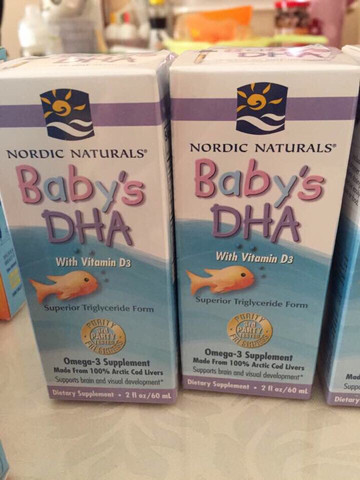 NORDIC NATURALS®
Baby's
DHA
With Vitamin D3
Superior Triglyceride Form
Omega-3 Supplement
Made From 100% Arctic Cod Livers
Supports brain and visual development*
Dietary Supplement • 2 fl oz/60 mL
DHA
NORDIC NATURALS®
Baby's
DHA
With Vitamin D3
Superior Triglyceride Form
PURITY
Omega-3 Supplement
Made From 100% Arctic Cod Livers
Supports brain and visual development*
Dietary Supplement • 2 fl oz/60 mL